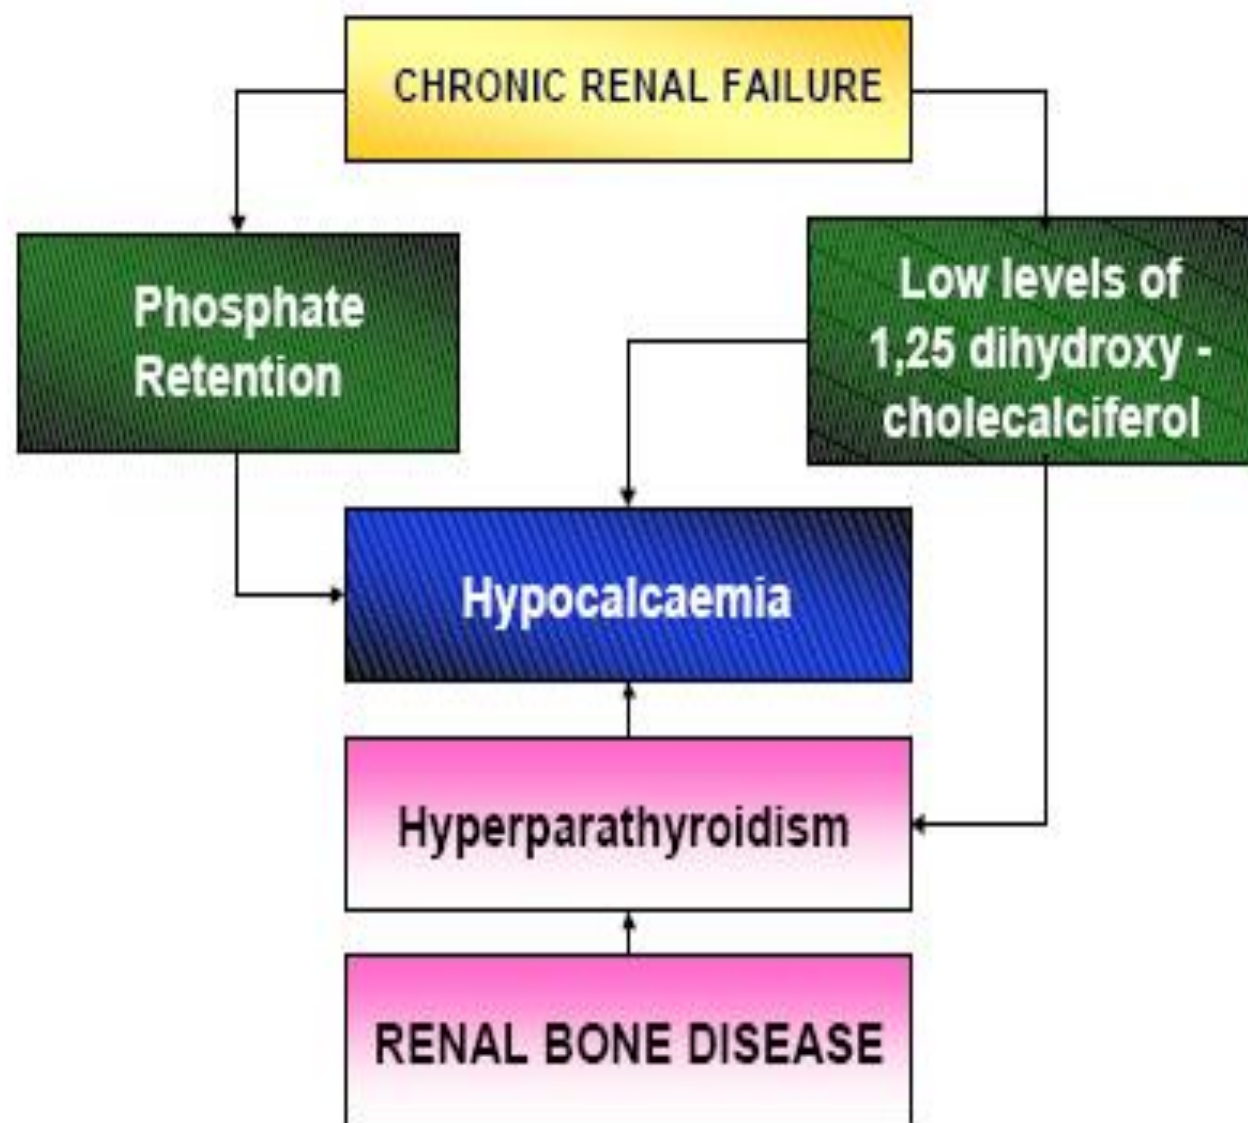 CHRONIC RENAL FAILURE
Phosphate
Retention
Low levels of
1,25 dihydroxy -
cholecalciferol
Hypocalcaemia
Hyperparathyroidism
RENAL BONE DISEASE